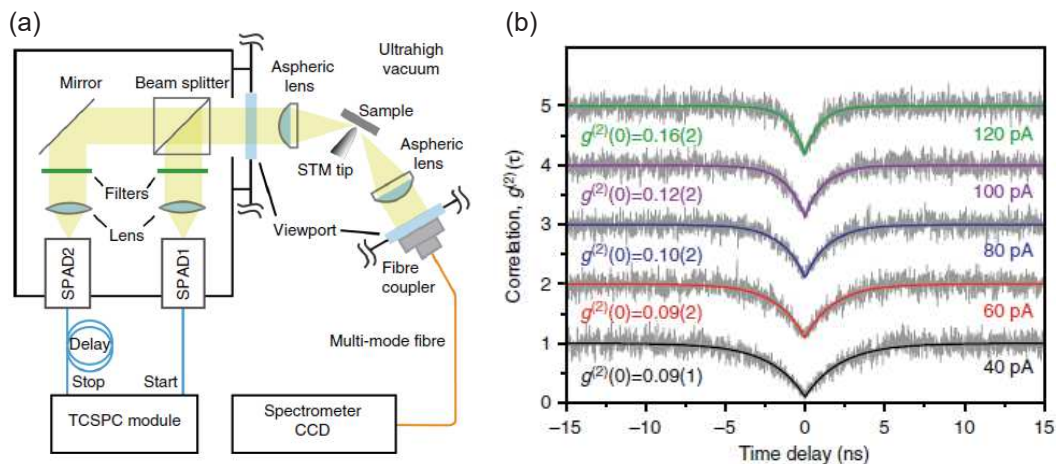 (a)
Mirror
Beam splitter
Aspheric
lens
Ultrahigh
vacuum
Sample
STM tip
Aspheric
lens
Filters
Lens
Viewport
SPAD2
SPAD1
Fibre
coupler
Delay
Stop
Start
Multi-mode fibre
TCSPC module
Spectrometer
CCD
(b)
Correlation, g(2)(τ)
5
4
3
2
1
0
g(2)(0)=0.16(2)
120 pA
g(2)(0)=0.12(2)
100 pA
g(2)(0)=0.10(2)
80 pA
g(2)(0)=0.09(2)
60 pA
g(2)(0)=0.09(1)
40 pA
−15 −10 −5 0 5 10 15
Time delay (ns)